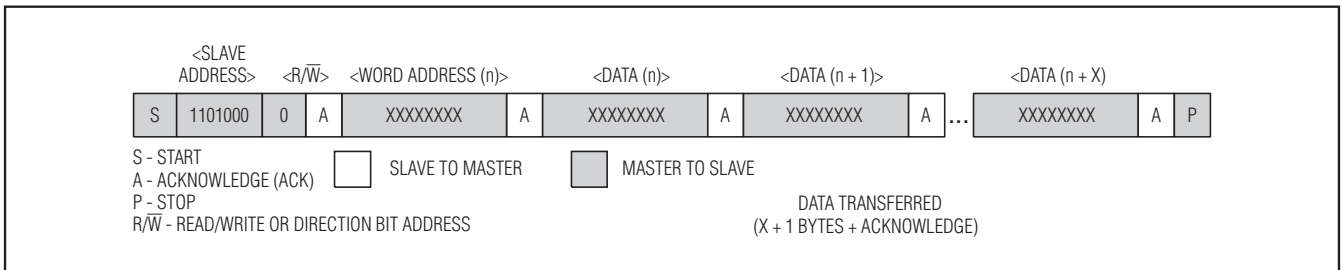 <SLAVE
ADDRESS> <R/W̅> <WORD ADDRESS (n)> <DATA (n)> <DATA (n + 1)> <DATA (n + X)
S 1101000 0 A XXXXXXXX A XXXXXXXX A XXXXXXXX A ... XXXXXXXX A P
S - START
A - ACKNOWLEDGE (ACK) SLAVE TO MASTER MASTER TO SLAVE
P - STOP DATA TRANSFERRED
R/W̅ - READ/WRITE OR DIRECTION BIT ADDRESS (X + 1 BYTES + ACKNOWLEDGE)